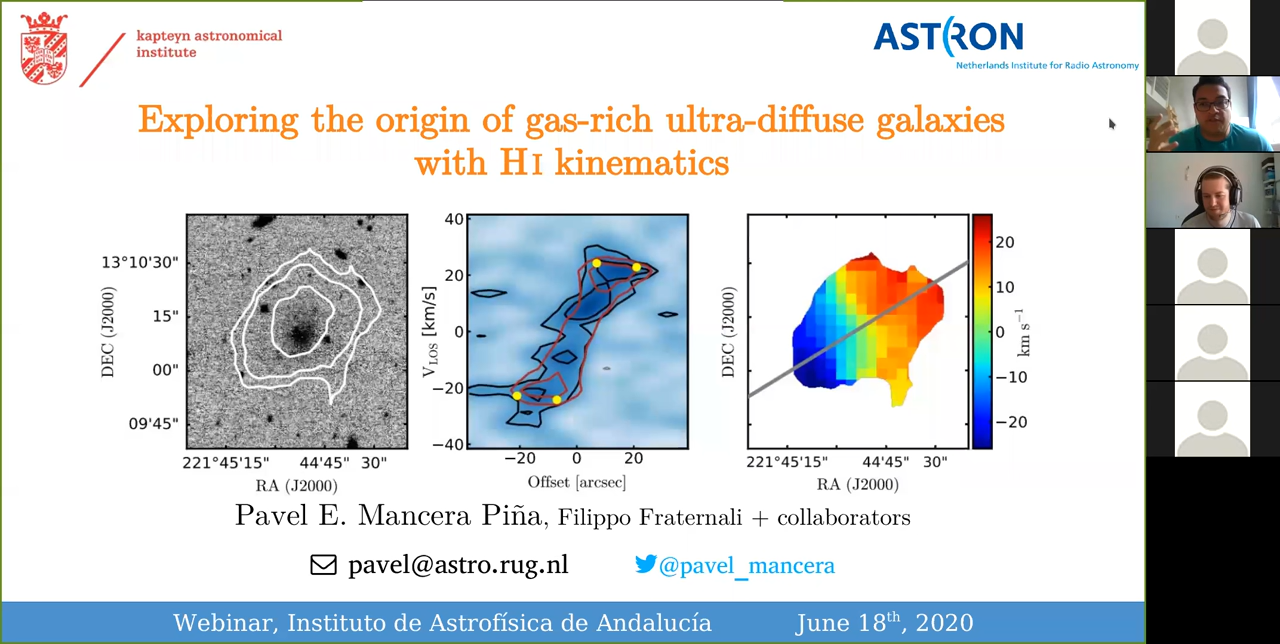 kapteyn astronomical
institute
ASTRON
Netherlands Institute for Radio Astronomy
Exploring the origin of gas-rich ultra-diffuse galaxies
with HI kinematics
DEC (J2000)
13°10'30"
15"
00"
09'45"
221°45'15" 44'45" 30"
RA (J2000)
V_LOS [km/s]
40
20
0
−20
−40
−20 0 20
Offset [arcsec]
DEC (J2000)
221°45'15" 44'45" 30"
RA (J2000)
20
10
0
−10
−20
km s⁻¹
Pavel E. Mancera Piña, Filippo Fraternali + collaborators
pavel@astro.rug.nl @pavel_mancera
Webinar, Instituto de Astrofísica de Andalucía June 18th, 2020